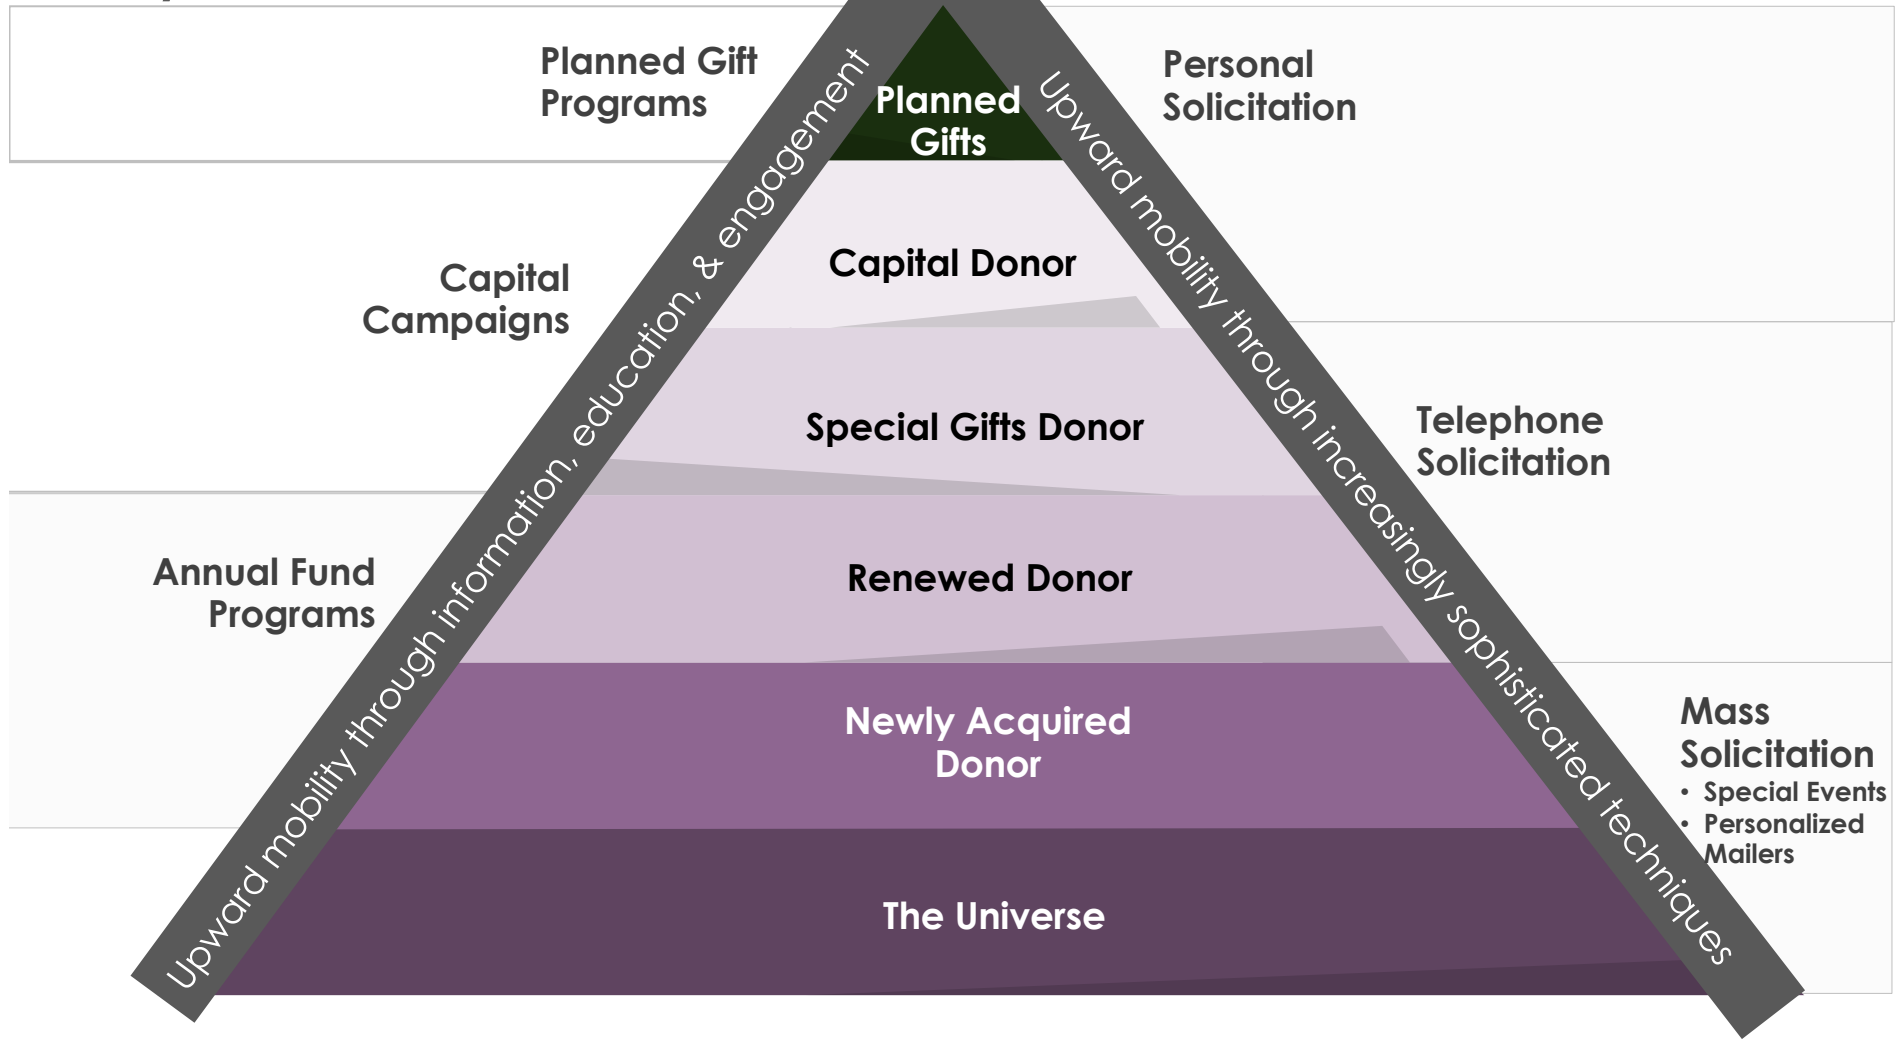 Planned Gift
Programs
Planned
Gifts
Personal
Solicitation
Upward mobility through information, education, & engagement
Upward mobility through increasingly sophisticated techniques
Capital
Campaigns
Capital Donor
Special Gifts Donor
Telephone
Solicitation
Annual Fund
Programs
Renewed Donor
Newly Acquired
Donor
Mass
Solicitation
• Special Events
• Personalized
Mailers
The Universe